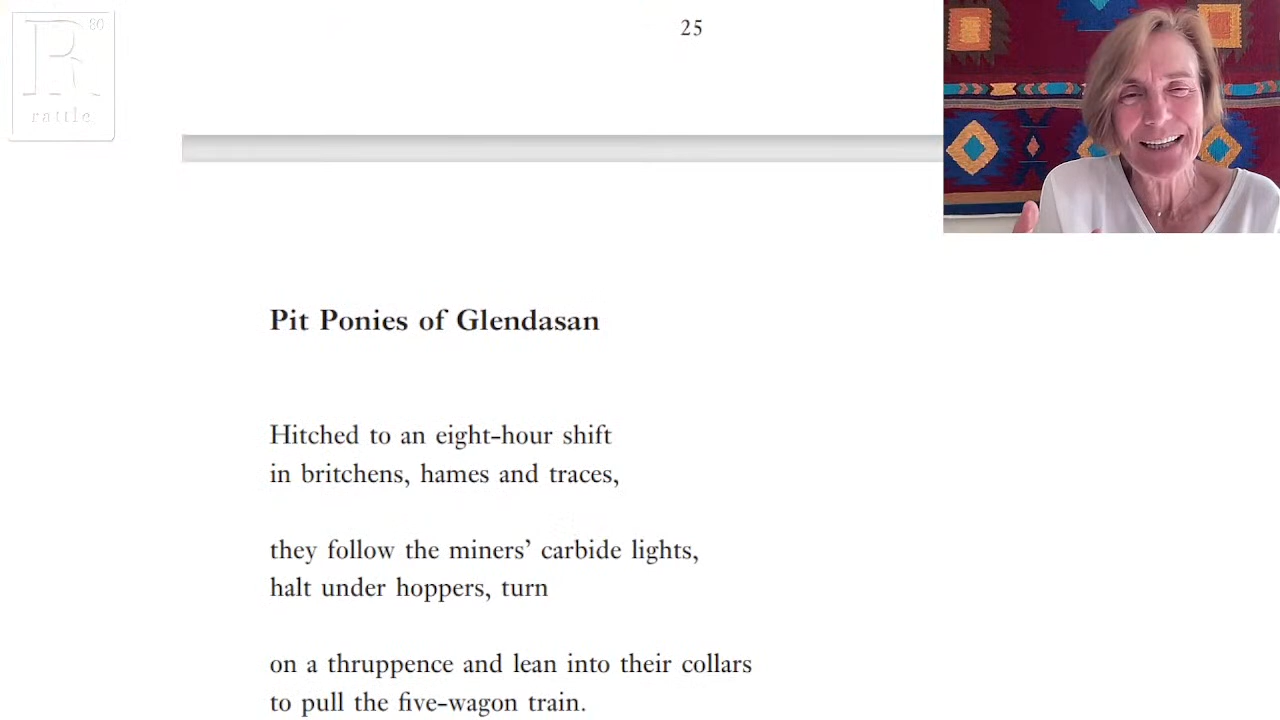 80
R
rattle
25
Pit Ponies of Glendasan
Hitched to an eight-hour shift
in britchens, hames and traces,
they follow the miners’ carbide lights,
halt under hoppers, turn
on a thruppence and lean into their collars
to pull the five-wagon train.